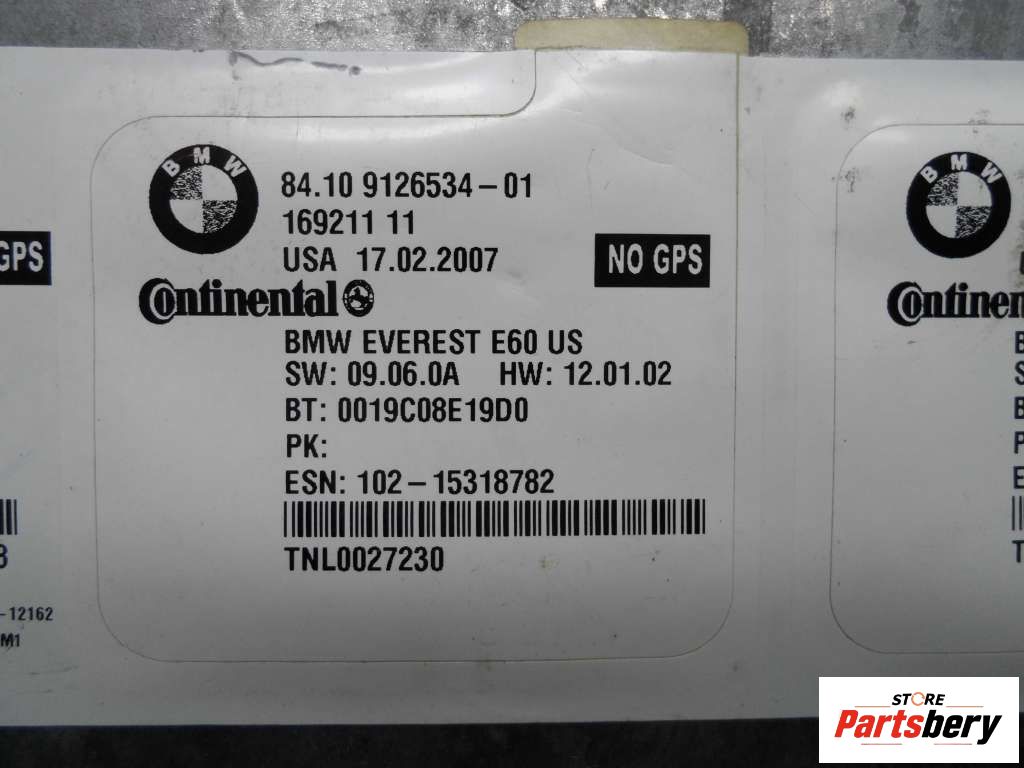 BMW
84.10 9126534-01
169211 11
USA 17.02.2007
NO GPS
Continental
BMW EVEREST E60 US
SW: 09.06.0A HW: 12.01.02
BT: 0019C08E19D0
PK:
ESN: 102-15318782
TNL0027230
GPS
-12162
M1
BMW
STORE
Partsbery